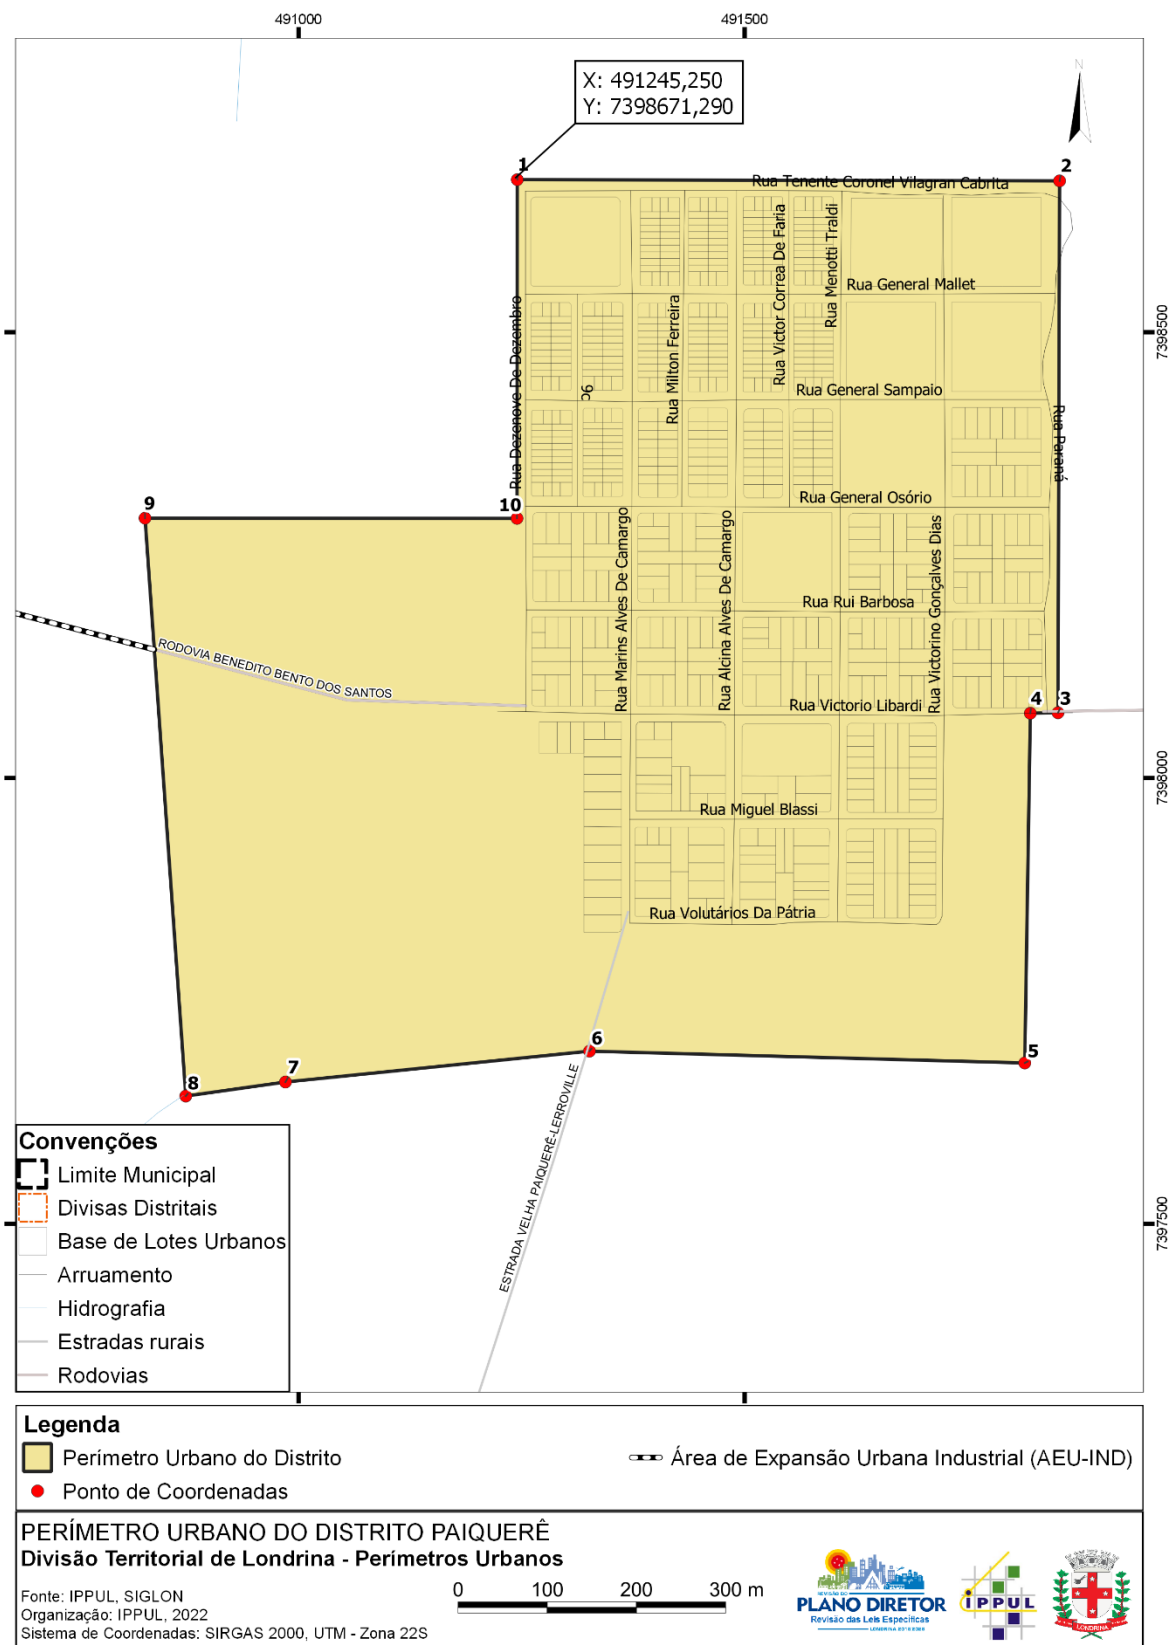 491000
491500
X: 491245,250
Y: 7398671,290
N
1
2
Rua Tenente Coronel Vilagran Cabrita
Rua Dezenove De Dezembro
Rua Milton Ferreira
Rua Victor Correa De Faria
Rua Menotti Traldi
Rua General Mallet
7398500
9c
Rua General Sampaio
Rua Paraná
Rua General Osório
9
10
Rua Marins Alves De Camargo
Rua Alcina Alves De Camargo
Rua Victorino Gonçalves Dias
Rua Rui Barbosa
RODOVIA BENEDITO BENTO DOS SANTOS
Rua Victorio Libardi
4
3
7398000
Rua Miguel Blassi
Rua Volutários Da Pátria
6
5
7
8
ESTRADA VELHA PAIQUERÊ-LERROVILLE
7397500
Convenções
Limite Municipal
Divisas Distritais
Base de Lotes Urbanos
Arruamento
Hidrografia
Estradas rurais
Rodovias
Legenda
Perímetro Urbano do Distrito
Área de Expansão Urbana Industrial (AEU-IND)
Ponto de Coordenadas
PERÍMETRO URBANO DO DISTRITO PAIQUERÊ
Divisão Territorial de Londrina - Perímetros Urbanos
Fonte: IPPUL, SIGLON
Organização: IPPUL, 2022
Sistema de Coordenadas: SIRGAS 2000, UTM - Zona 22S
0 100 200 300 m
REVISÃO DO
PLANO DIRETOR
Revisão das Leis Específicas
IPPUL
LONDRINA